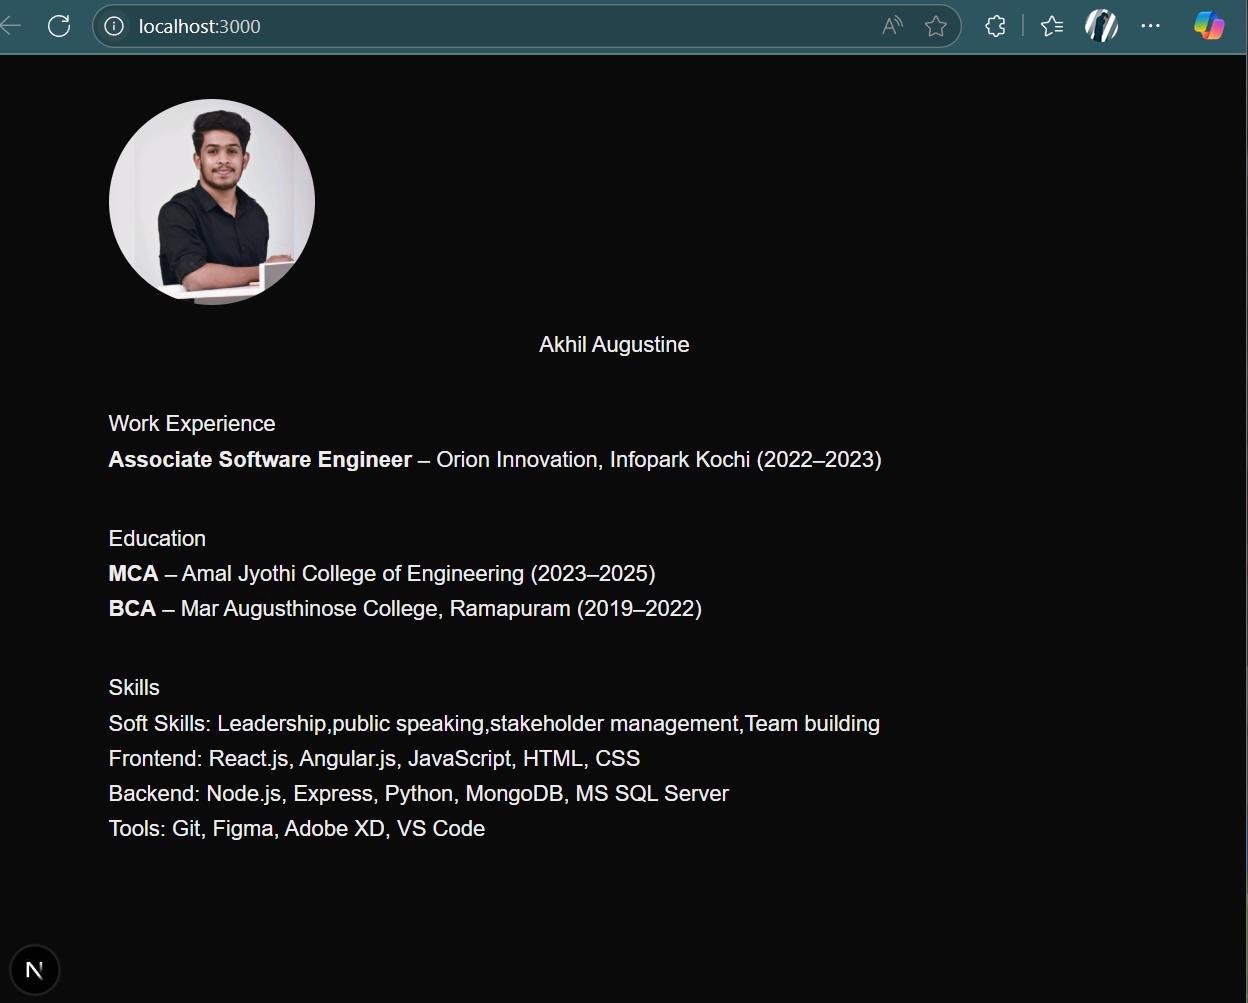 localhost:3000
Akhil Augustine
Work Experience
Associate Software Engineer – Orion Innovation, Infopark Kochi (2022–2023)
Education
MCA – Amal Jyothi College of Engineering (2023–2025)
BCA – Mar Augusthinose College, Ramapuram (2019–2022)
Skills
Soft Skills: Leadership,public speaking,stakeholder management,Team building
Frontend: React.js, Angular.js, JavaScript, HTML, CSS
Backend: Node.js, Express, Python, MongoDB, MS SQL Server
Tools: Git, Figma, Adobe XD, VS Code
N